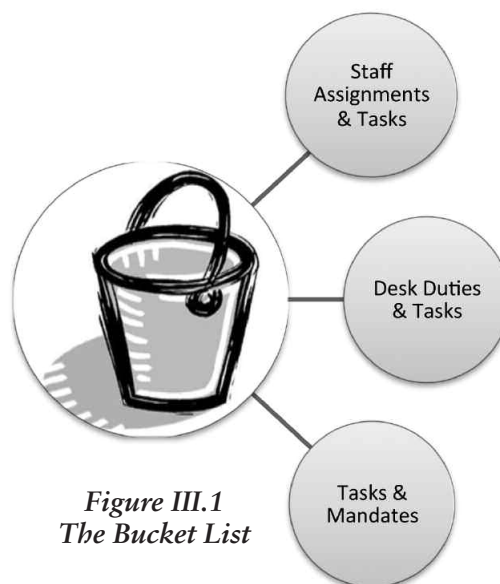 Staff
Assignments
& Tasks
Desk Duties
& Tasks
Tasks &
Mandates
Figure III.1
The Bucket List